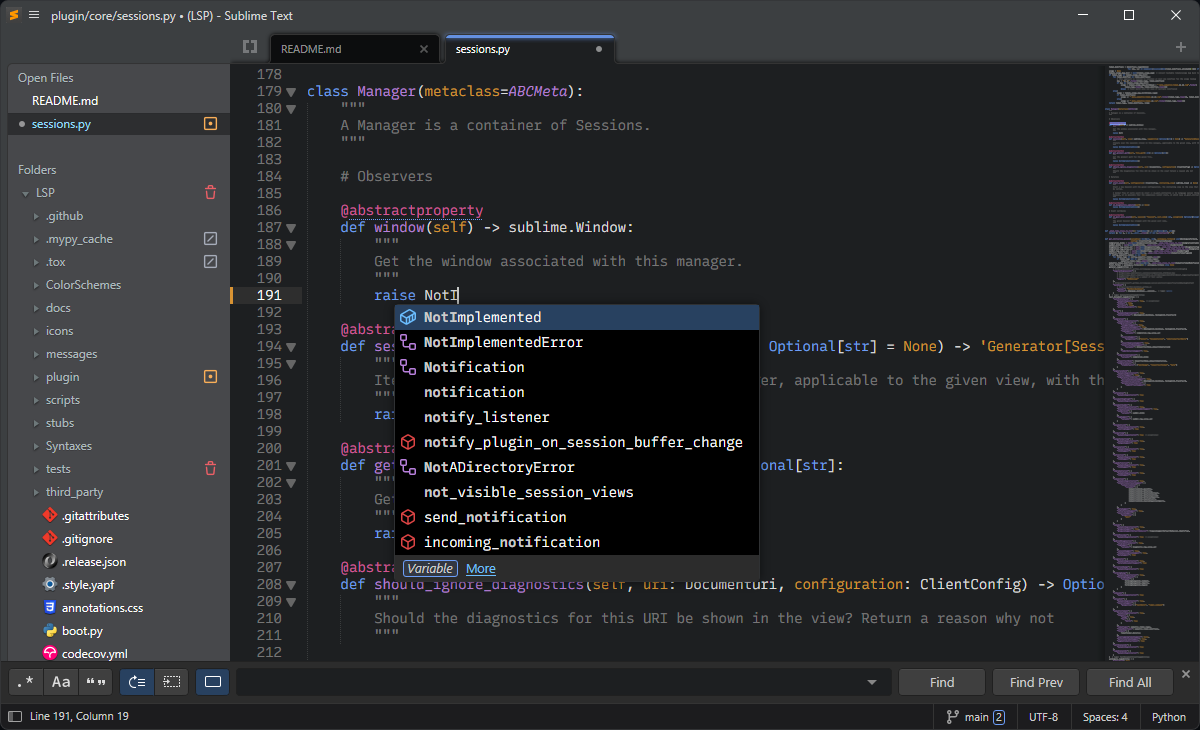 plugin/core/sessions.py • (LSP) - Sublime Text
README.md
sessions.py
Open Files
README.md
sessions.py
Folders
LSP
.github
.mypy_cache
.tox
ColorSchemes
docs
icons
messages
plugin
scripts
stubs
Syntaxes
tests
third_party
.gitattributes
.gitignore
.release.json
.style.yapf
annotations.css
boot.py
codecov.yml
178
179 class Manager(metaclass=ABCMeta):
180 """
181 A Manager is a container of Sessions.
182 """
183
184 # Observers
185
186 @abstractproperty
187 def window(self) -> sublime.Window:
188 """
189 Get the window associated with this manager.
190 """
191 raise NotI
192
193 @abstra
194 def se Optional[str] = None) -> 'Generator[Sess
195 """
196 Ite er, applicable to the given view, with th
197 """
198 rai
199
200 @abstra
201 def ge onal[str]:
202 """
203 Ge
204 """
205 rai
206
207 @abstra
208 def should_ignore_diagnostics(self, uri: DocumentUri, configuration: ClientConfig) -> Optio
209 """
210 Should the diagnostics for this URI be shown in the view? Return a reason why not
211 """
212
NotImplemented
NotImplementedError
Notification
notification
notify_listener
notify_plugin_on_session_buffer_change
NotADirectoryError
not_visible_session_views
send_notification
incoming_notification
Variable More
.* Aa “” Find Find Prev Find All
Line 191, Column 19 main 2 UTF-8 Spaces: 4 Python